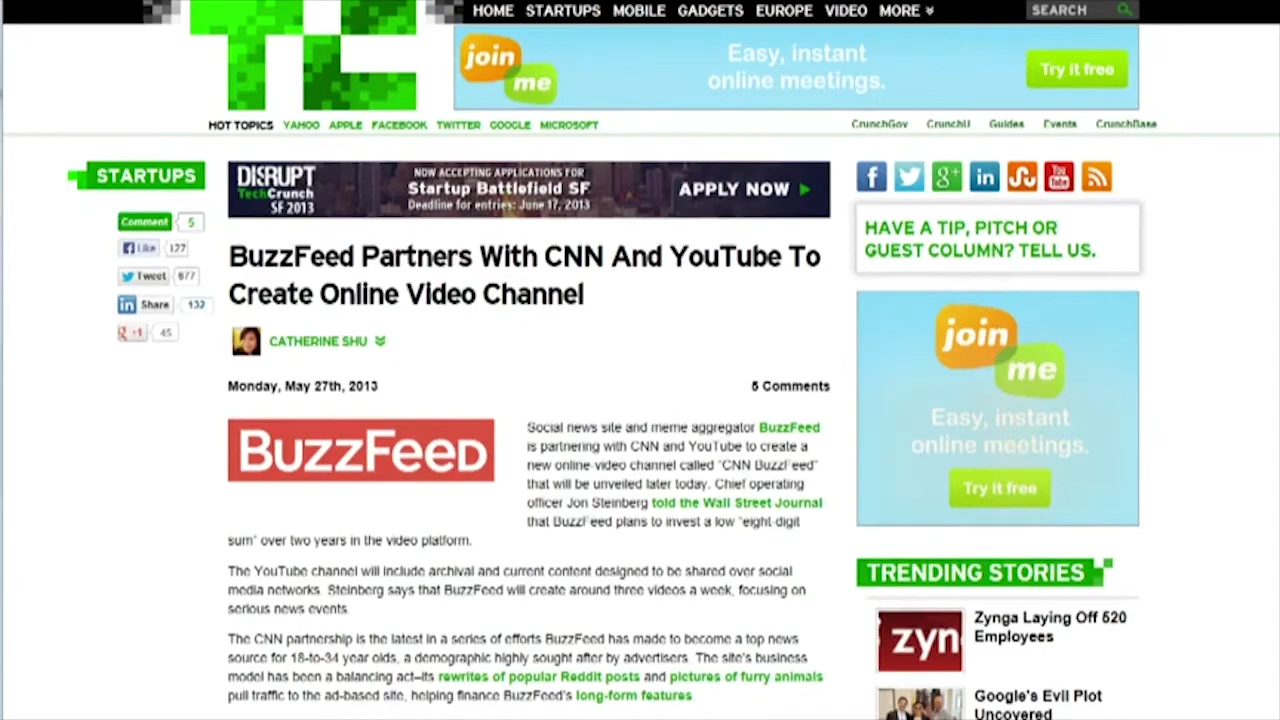 HOME STARTUPS MOBILE GADGETS EUROPE VIDEO MORE
SEARCH
TC
join me
Easy, instant
online meetings.
Try it free
HOT TOPICS YAHOO APPLE FACEBOOK TWITTER GOOGLE MICROSOFT
CrunchGov CrunchU Guides Events CrunchBase
STARTUPS
Comment 5
Like 127
Tweet 677
Share 132
+1 45
DISRUPT
TechCrunch
SF 2013
NOW ACCEPTING APPLICATIONS FOR
Startup Battlefield SF
Deadline for entries: June 17, 2013
APPLY NOW
BuzzFeed Partners With CNN And YouTube To
Create Online Video Channel
CATHERINE SHU
Monday, May 27th, 2013
5 Comments
BuzzFeed
Social news site and meme aggregator BuzzFeed
is partnering with CNN and YouTube to create a
new online-video channel called "CNN BuzzFeed"
that will be unveiled later today. Chief operating
officer Jon Steinberg told the Wall Street Journal
that BuzzFeed plans to invest a low "eight-digit
sum" over two years in the video platform.
The YouTube channel will include archival and current content designed to be shared over social
media networks. Steinberg says that BuzzFeed will create around three videos a week, focusing on
serious news events.
The CNN partnership is the latest in a series of efforts BuzzFeed has made to become a top news
source for 18-to-34 year olds, a demographic highly sought after by advertisers. The site's business
model has been a balancing act–its rewrites of popular Reddit posts and pictures of furry animals
pull traffic to the ad-based site, helping finance BuzzFeed's long-form features
f g+ in You Tube
HAVE A TIP, PITCH OR
GUEST COLUMN? TELL US.
join
me
Easy, instant
online meetings.
Try it free
TRENDING STORIES
zyn
Zynga Laying Off 520
Employees
Google's Evil Plot
Uncovered